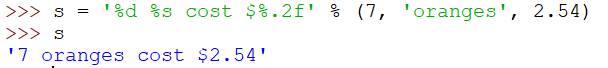 >>> s = '%d %s cost $%.2f' % (7, 'oranges', 2.54)
>>> s
'7 oranges cost $2.54'